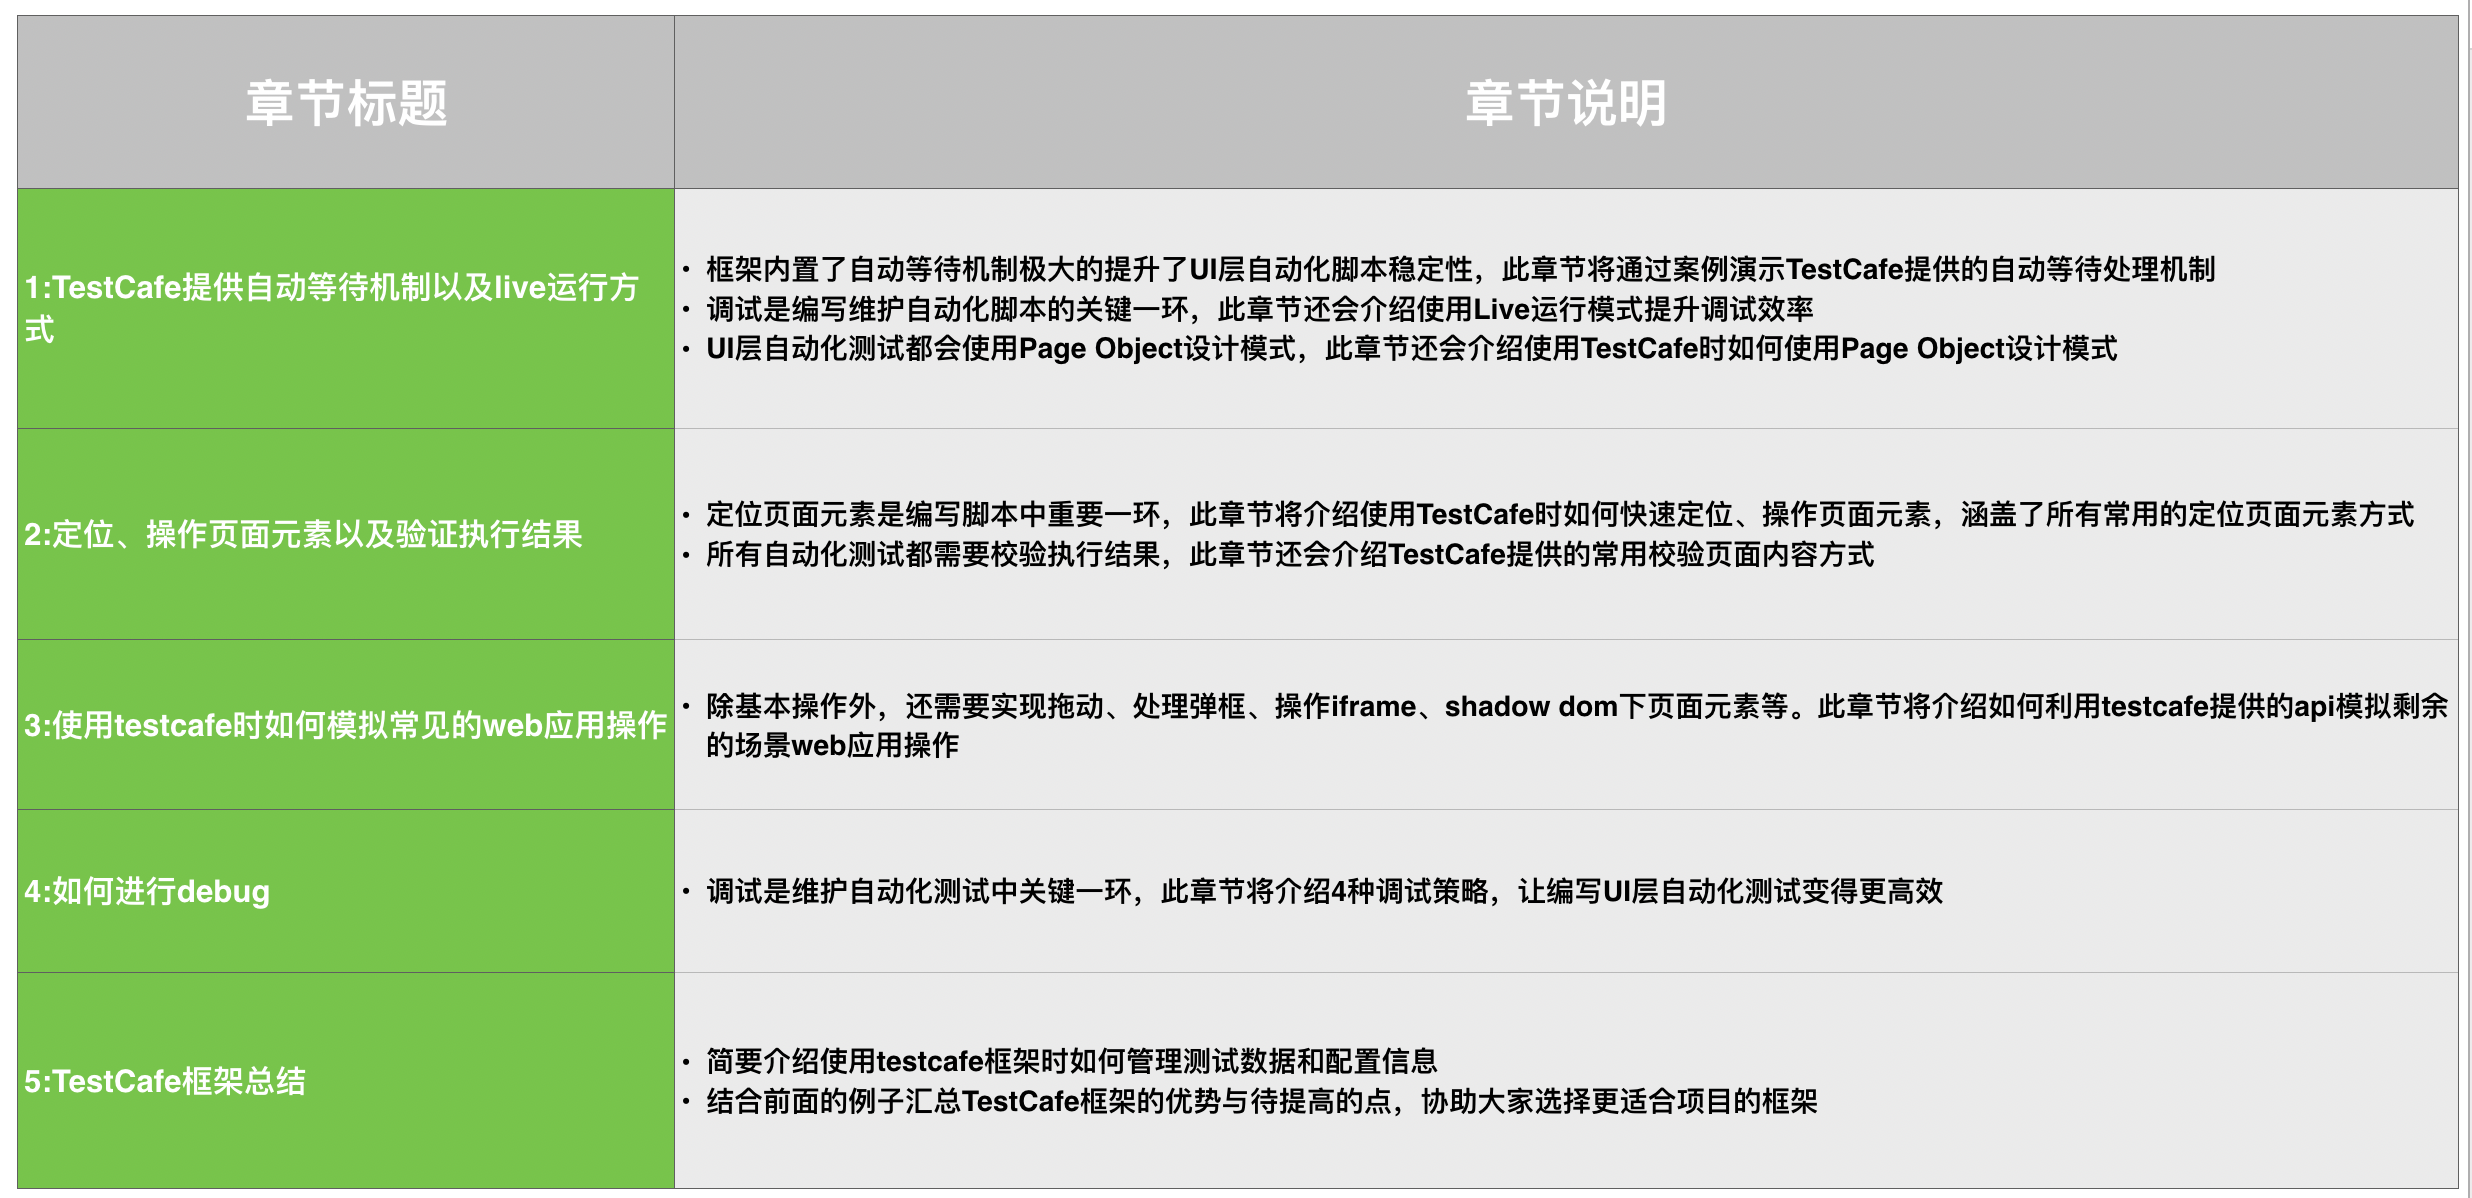 章节标题
章节说明
1:TestCafe提供自动等待机制以及live运行方
式
• 框架内置了自动等待机制极大的提升了UI层自动化脚本稳定性，此章节将通过案例演示TestCafe提供的自动等待处理机制
• 调试是编写维护自动化脚本的关键一环，此章节还会介绍使用Live运行模式提升调试效率
• UI层自动化测试都会使用Page Object设计模式，此章节还会介绍使用TestCafe时如何使用Page Object设计模式
2:定位、操作页面元素以及验证执行结果
• 定位页面元素是编写脚本中重要一环，此章节将介绍使用TestCafe时如何快速定位、操作页面元素，涵盖了所有常用的定位页面元素方式
• 所有自动化测试都需要校验执行结果，此章节还会介绍TestCafe提供的常用校验页面内容方式
3:使用testcafe时如何模拟常见的web应用操作
• 除基本操作外，还需要实现拖动、处理弹框、操作iframe、shadow dom下页面元素等。此章节将介绍如何利用testcafe提供的api模拟剩余
的场景web应用操作
4:如何进行debug
• 调试是维护自动化测试中关键一环，此章节将介绍4种调试策略，让编写UI层自动化测试变得更高效
5:TestCafe框架总结
• 简要介绍使用testcafe框架时如何管理测试数据和配置信息
• 结合前面的例子汇总TestCafe框架的优势与待提高的点，协助大家选择更适合项目的框架